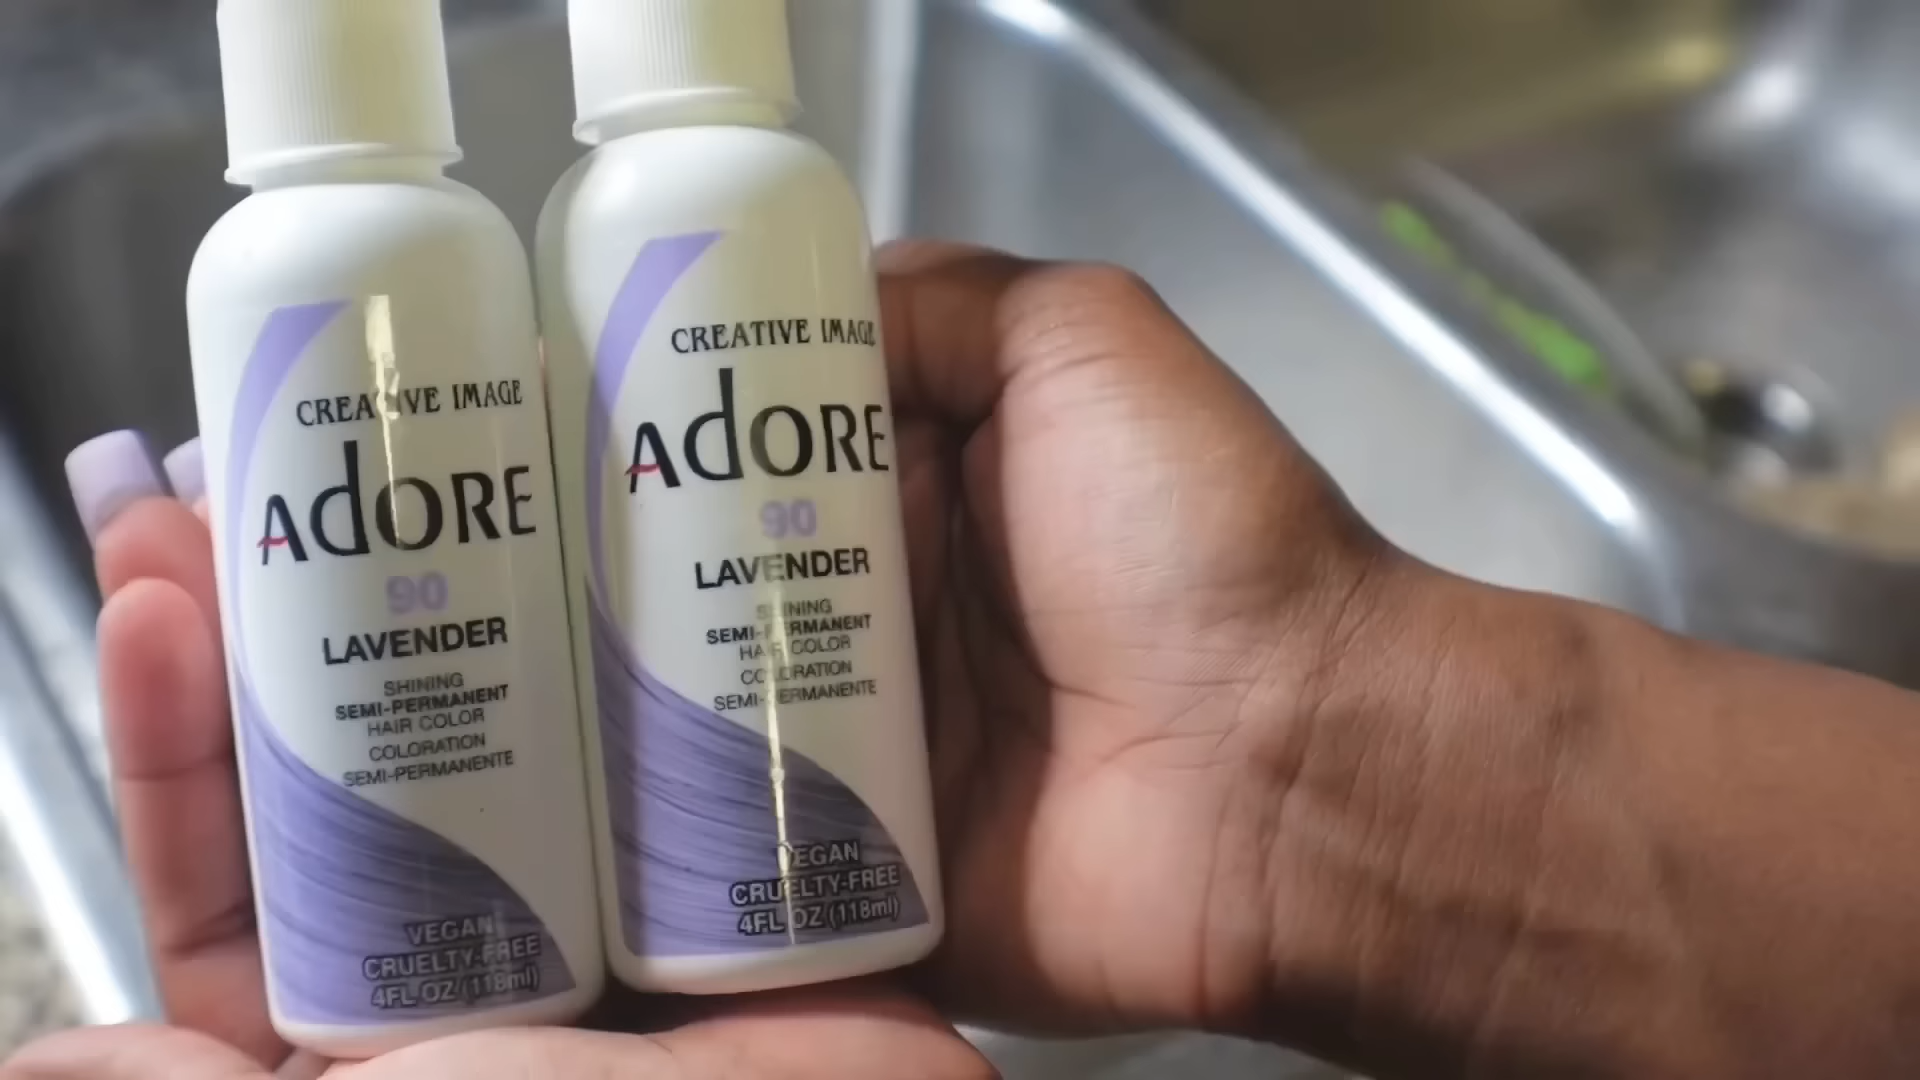 CREATIVE IMAGE
ADORE
90
LAVENDER
SHINING
SEMI-PERMANENT
HAIR COLOR
COLORATION
SEMI-PERMANENTE
VEGAN
CRUELTY-FREE
4FL OZ (118ml)
CREATIVE IMAGE
ADORE
90
LAVENDER
SHINING
SEMI-PERMANENT
HAIR COLOR
COLORATION
SEMI-PERMANENTE
VEGAN
CRUELTY-FREE
4FL OZ (118ml)